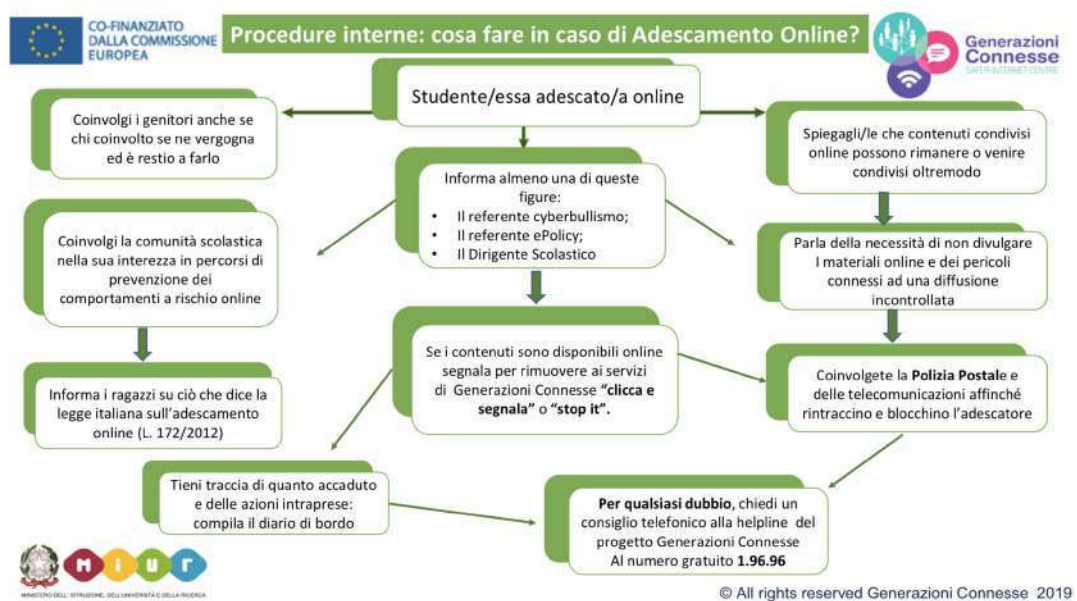 CO-FINANZIATO
DALLA COMMISSIONE
EUROPEA
Procedure interne: cosa fare in caso di Adescamento Online?
Generazioni
Connesse
SAFER INTERNET CENTRE
Studente/essa adescato/a online
Coinvolgi i genitori anche se
chi coinvolto se ne vergogna
ed è restio a farlo
Spiegagli/le che contenuti condivisi
online possono rimanere o venire
condivisi oltremodo
Informa almeno una di queste
figure:
• Il referente cyberbullismo;
• Il referente ePolicy;
• Il Dirigente Scolastico
Coinvolgi la comunità scolastica
nella sua interezza in percorsi di
prevenzione dei
comportamenti a rischio online
Parla della necessità di non divulgare
I materiali online e dei pericoli
connessi ad una diffusione
incontrollata
Se i contenuti sono disponibili online
segnala per rimuovere ai servizi
di Generazioni Connesse “clicca e
segnala” o “stop it”.
Informa i ragazzi su ciò che dice la
legge italiana sull’adescamento
online (L. 172/2012)
Coinvolgete la Polizia Postale e
delle telecomunicazioni affinché
rintraccino e blocchino l’adescatore
Tieni traccia di quanto accaduto
e delle azioni intraprese:
compila il diario di bordo
Per qualsiasi dubbio, chiedi un
consiglio telefonico alla helpline del
progetto Generazioni Connesse
Al numero gratuito 1.96.96
miur
MINISTERO DELL’ISTRUZIONE, DELL’UNIVERSITÀ E DELLA RICERCA
© All rights reserved Generazioni Connesse 2019